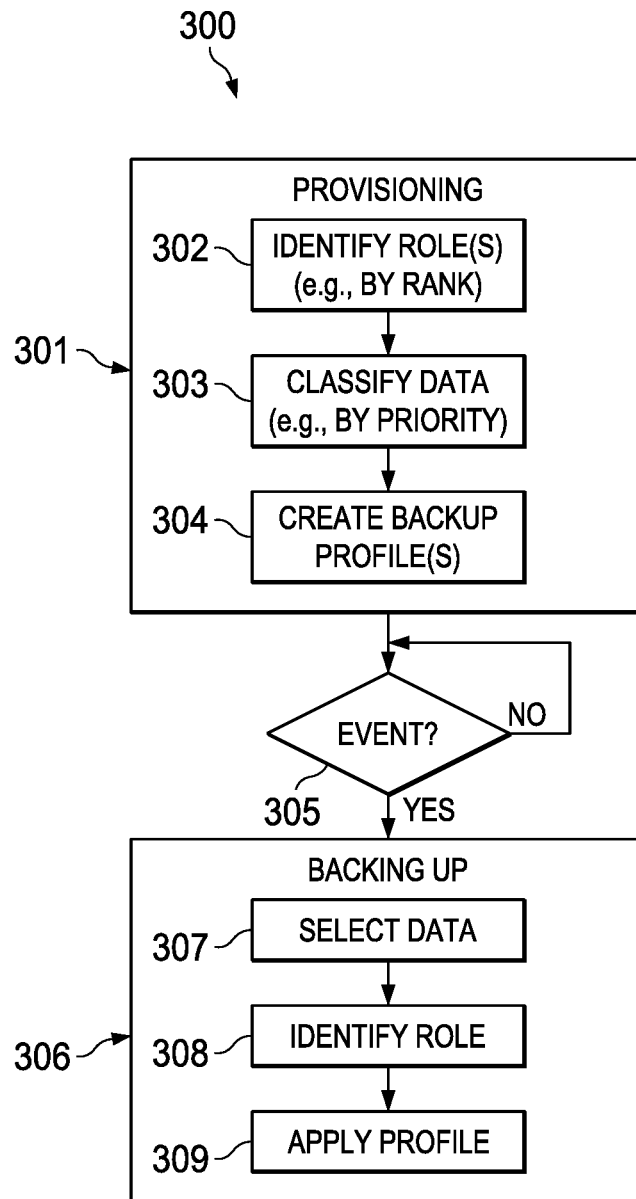 300
PROVISIONING
302
IDENTIFY ROLE(S)
(e.g., BY RANK)
301
303
CLASSIFY DATA
(e.g., BY PRIORITY)
304
CREATE BACKUP
PROFILE(S)
EVENT?
NO
305
YES
BACKING UP
307
SELECT DATA
306
308
IDENTIFY ROLE
309
APPLY PROFILE